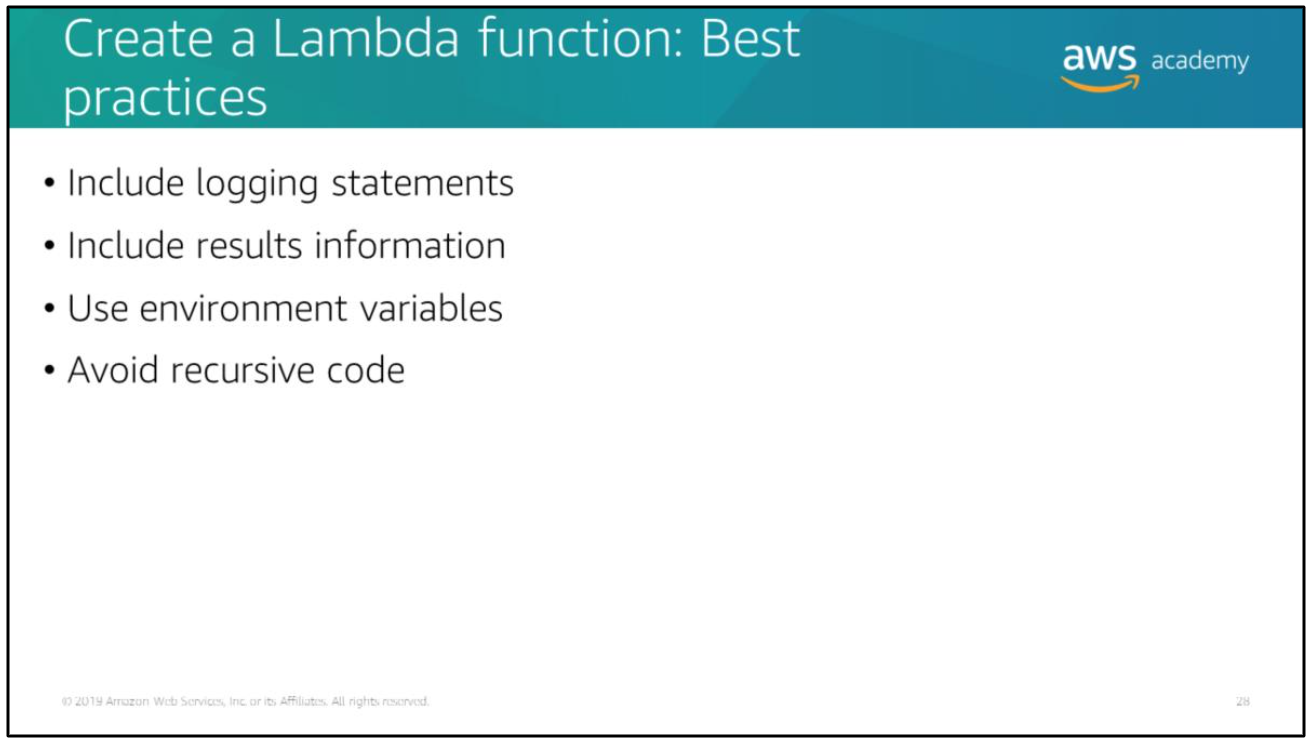 Create a Lambda function: Best
practices
aws academy
• Include logging statements
• Include results information
• Use environment variables
• Avoid recursive code
© 2019 Amazon Web Services, Inc. or its Affiliates. All rights reserved.
28